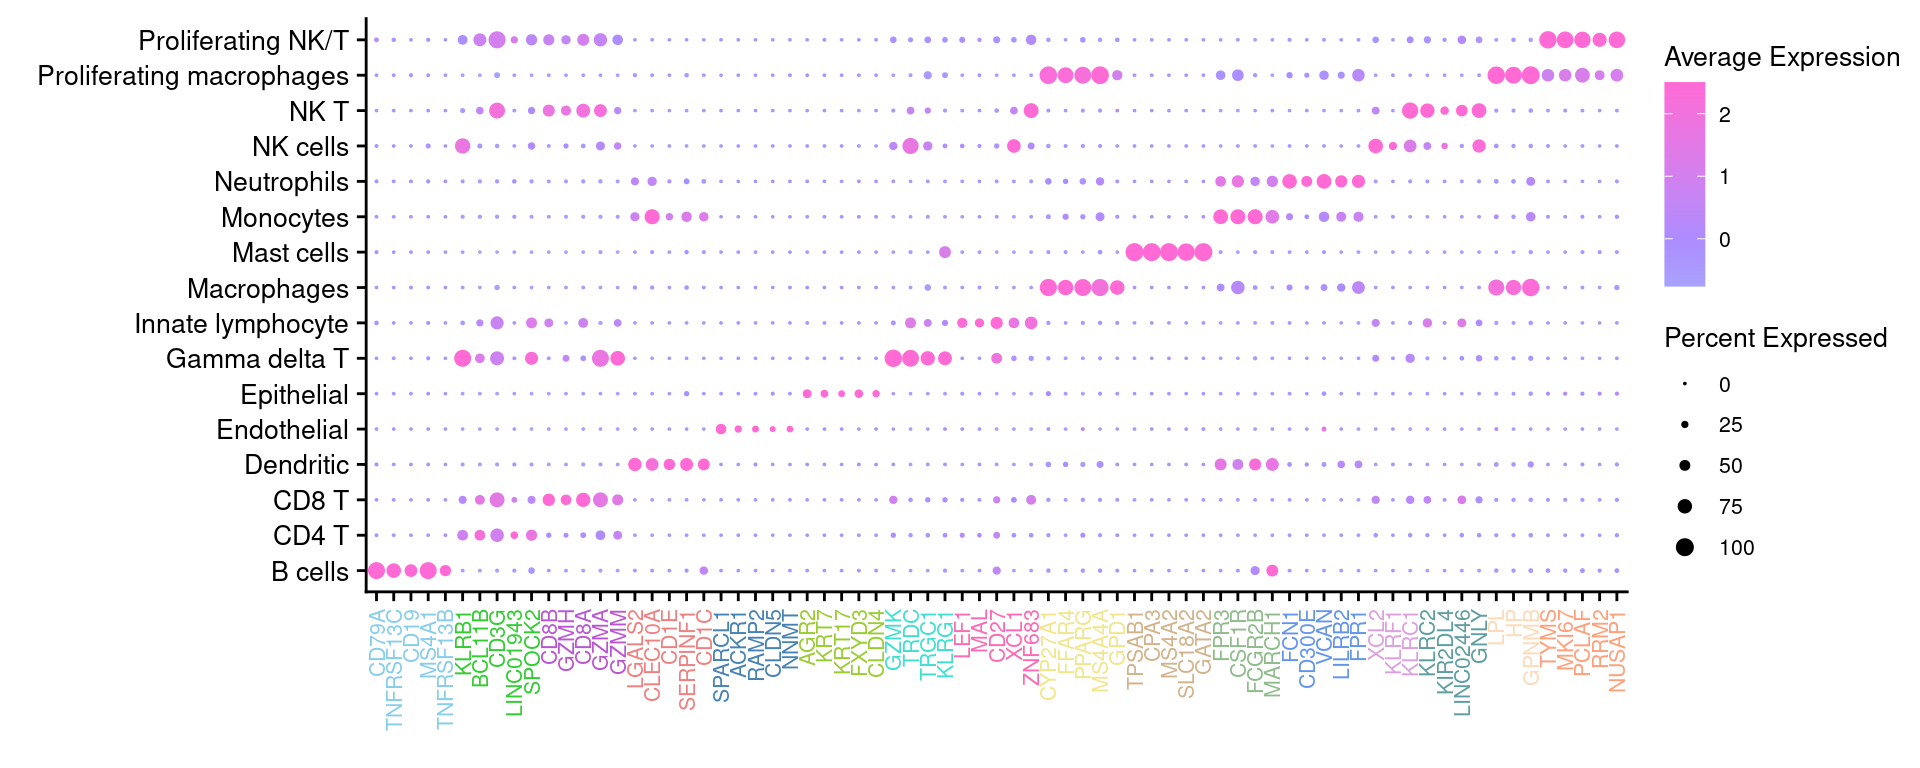 Proliferating NK/T
Proliferating macrophages
NK T
NK cells
Neutrophils
Monocytes
Mast cells
Macrophages
Innate lymphocyte
Gamma delta T
Epithelial
Endothelial
Dendritic
CD8 T
CD4 T
B cells
CD79A
TNFRSF13C
CD19
MS4A1
TNFRSF13B
KLRB1
BCL11B
CD3G
LINC01943
SPOCK2
CD8B
GZMH
CD8A
GZMA
GZMM
LGALS2
CLEC10A
CD1E
SERPINF1
CD1C
SPARCL1
ACKR1
RAMP2
CLDN5
NNMT
AGR2
KRT7
KRT17
FXYD3
CLDN4
GZMK
TRDC
TRGC1
KLRG1
LEF1
MAL
CD27
XCL1
ZNF683
CYP27A1
FFAR4
PPARG
MS4A4A
GPD1
TPSAB1
CPA3
MS4A2
SLC18A2
CATSPER1
FPR3
CSF1R
FCGR2B
MARCH1
FCN1
CD300E
VCAN
LILRB2
FPR1
XCL2
KLRF1
KLRC1
KLRC2
KIR2DL4
LINC02446
GNLY
LPL
HP
GPNMB
TYMS
MKI67
PCLAF
RRM2
NUSAP1
Average Expression
2
1
0
Percent Expressed
0
25
50
75
100